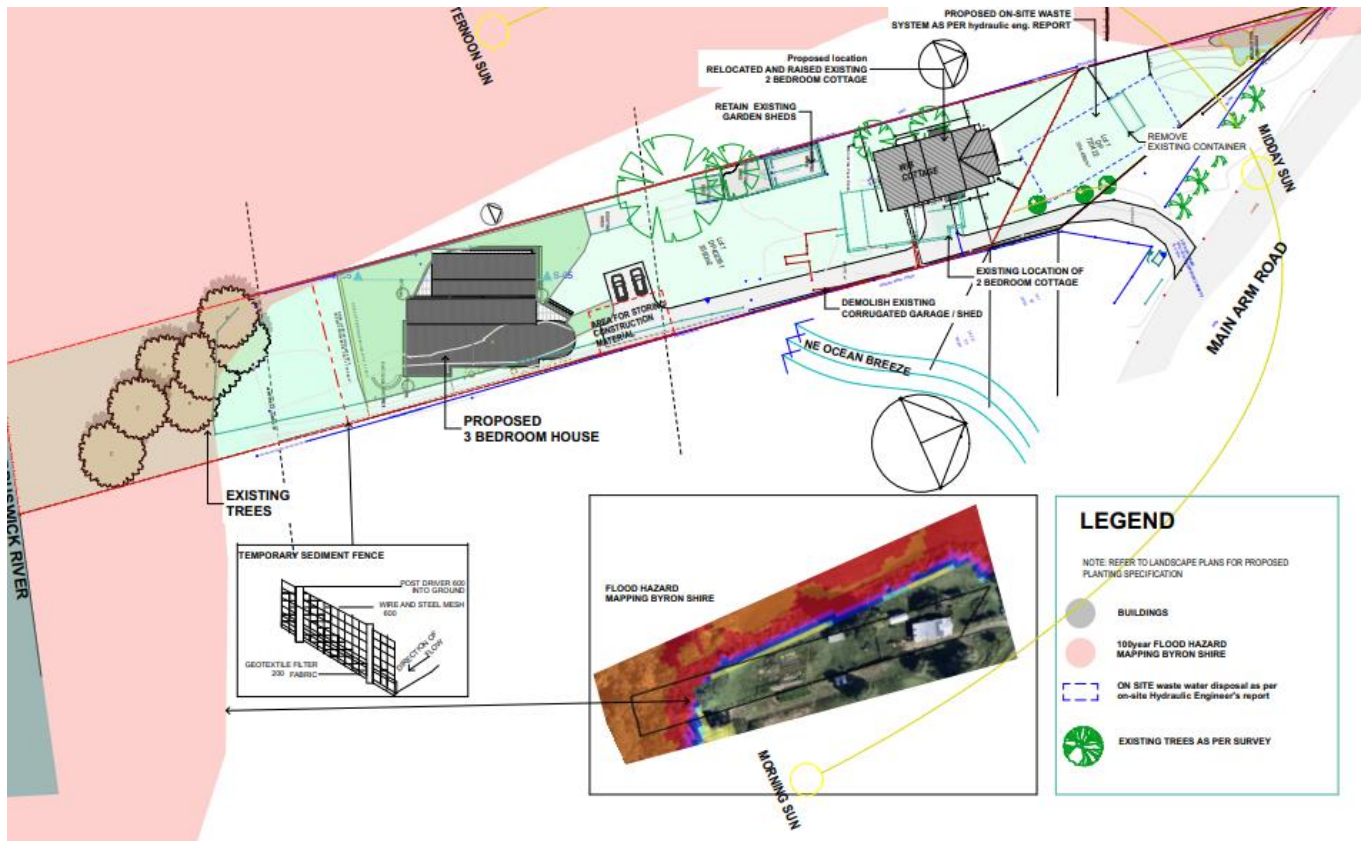 TERNOON SUN
PROPOSED ON-SITE WASTE
SYSTEM AS PER hydraulic eng. REPORT
Proposed location
RELOCATED AND RAISED EXISTING
2 BEDROOM COTTAGE
RETAIN EXISTING
GARDEN SHEDS
REMOVE
EXISTING CONTAINER
MIDDAY SUN
COTTAGE
MAIN ARM ROAD
EXISTING LOCATION OF
2 BEDROOM COTTAGE
DEMOLISH EXISTING
CORRUGATED GARAGE / SHED
AREA FOR STORING
CONSTRUCTION
MATERIAL
NE OCEAN BREEZE
PROPOSED
3 BEDROOM HOUSE
EXISTING
TREES
RUSWICK RIVER
TEMPORARY SEDIMENT FENCE
POST DRIVER 600
INTO GROUND
WIRE AND STEEL MESH
600
DIRECTION OF
FLOW
GEOTEXTILE FILTER
200 FABRIC
FLOOD HAZARD
MAPPING BYRON SHIRE
MORNING SUN
LEGEND
NOTE: REFER TO LANDSCAPE PLANS FOR PROPOSED
PLANTING SPECIFICATION
BUILDINGS
100year FLOOD HAZARD
MAPPING BYRON SHIRE
ON SITE waste water disposal as per
on-site Hydraulic Engineer's report
EXISTING TREES AS PER SURVEY